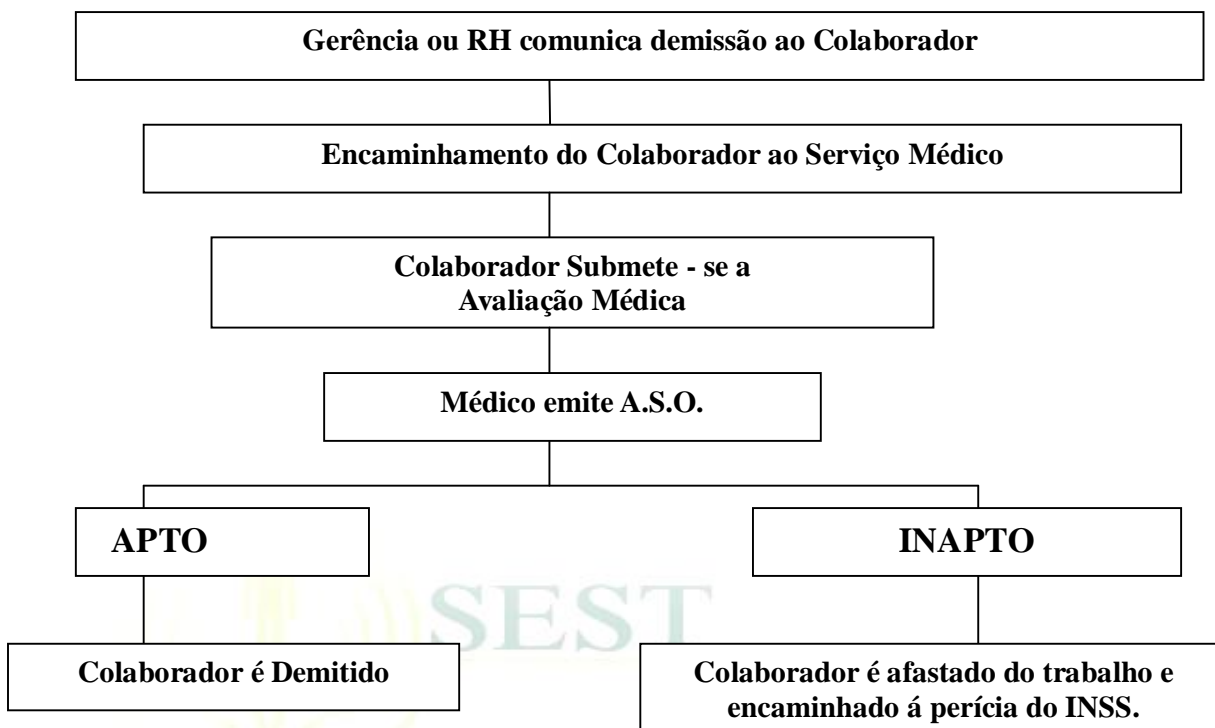 Gerência ou RH comunica demissão ao Colaborador
Encaminhamento do Colaborador ao Serviço Médico
Colaborador Submete - se a
Avaliação Médica
Médico emite A.S.O.
APTO
INAPTO
SEST
Colaborador é Demitido
Colaborador é afastado do trabalho e
encaminhado á perícia do INSS.